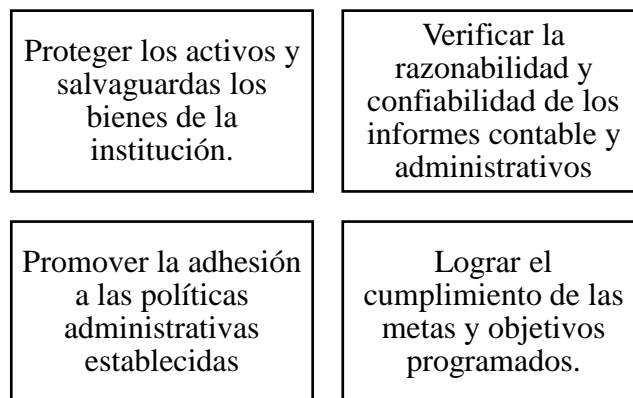 Proteger los activos y
salvaguardas los
bienes de la
institución.
Verificar la
razonabilidad y
confiabilidad de los
informes contable y
administrativos
Promover la adhesión
a las políticas
administrativas
establecidas
Lograr el
cumplimiento de las
metas y objetivos
programados.